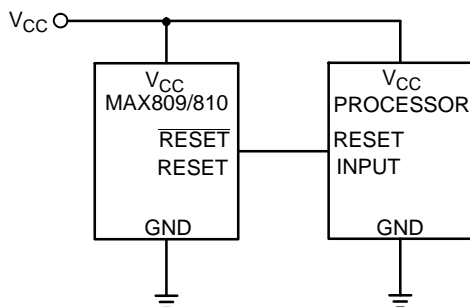 VCC
VCC
MAX809/810
RESET
RESET
GND
VCC
PROCESSOR
RESET
INPUT
GND